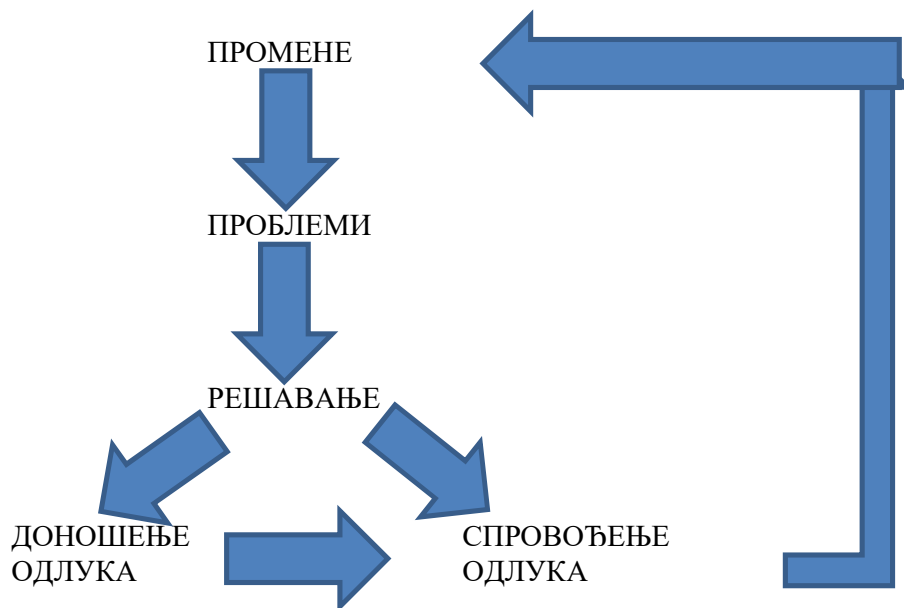 ПРОМЕНЕ
ПРОБЛЕМИ
РЕШАВАЊЕ
ДОНОШЕЊЕ
ОДЛУКА
СПРОВОЂЕЊЕ
ОДЛУКА